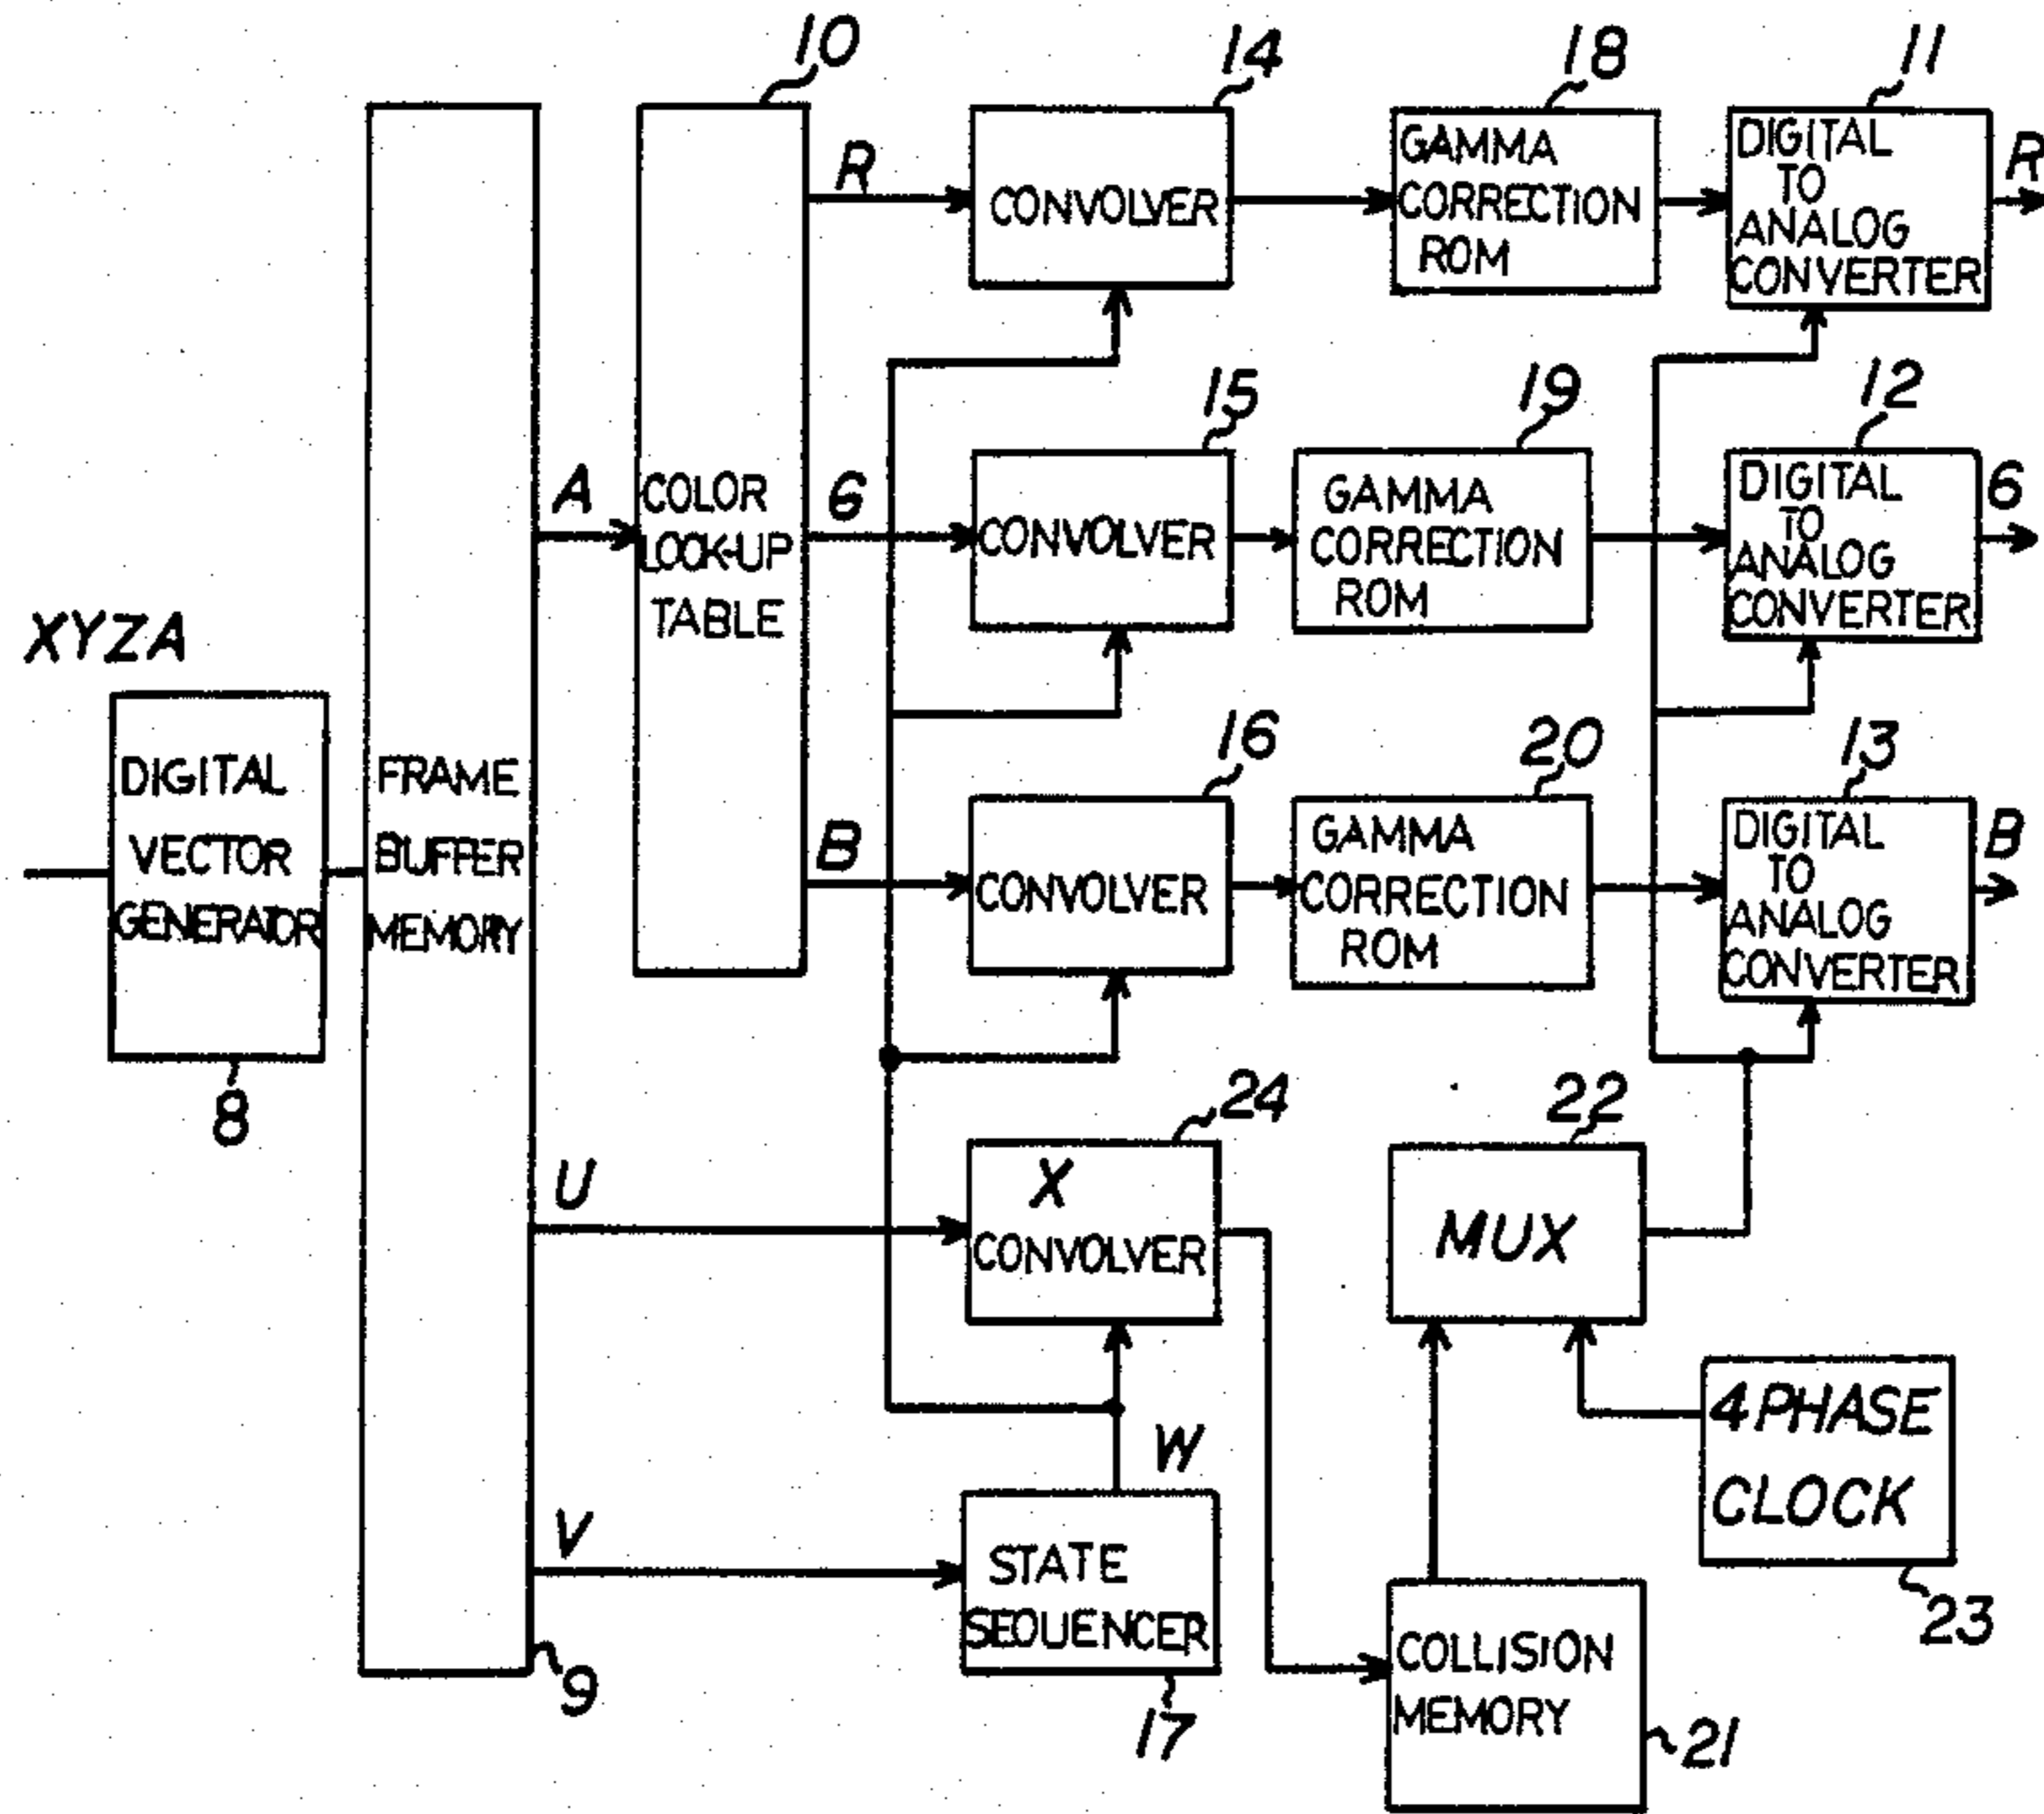 10
14
18
11
R
CONVOLVER
GAMMA
CORRECTION
ROM
DIGITAL
TO
ANALOG
CONVERTER
R
15
19
12
A
COLOR
LOOK-UP
TABLE
G
CONVOLVER
GAMMA
CORRECTION
ROM
DIGITAL
TO
ANALOG
CONVERTER
G
XYZA
DIGITAL
VECTOR
GENERATOR
8
FRAME
BUFFER
MEMORY
9
16
20
13
B
CONVOLVER
GAMMA
CORRECTION
ROM
DIGITAL
TO
ANALOG
CONVERTER
B
24
22
U
X
CONVOLVER
MUX
4 PHASE
CLOCK
23
W
V
STATE
SEQUENCER
17
COLLISION
MEMORY
21